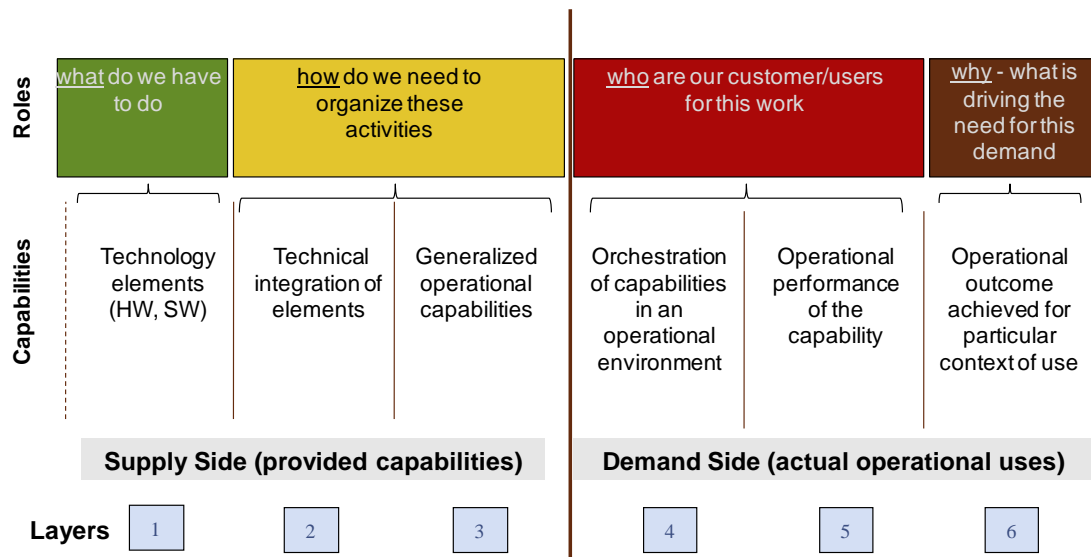 Roles
what do we have
to do
how do we need to
organize these
activities
who are our customer/users
for this work
why - what is
driving the
need for this
demand
Capabilities
Technology
elements
(HW, SW)
Technical
integration of
elements
Generalized
operational
capabilities
Orchestration
of capabilities
in an
operational
environment
Operational
performance
of the
capability
Operational
outcome
achieved for
particular
context of use
Supply Side (provided capabilities)
Demand Side (actual operational uses)
Layers
1
2
3
4
5
6